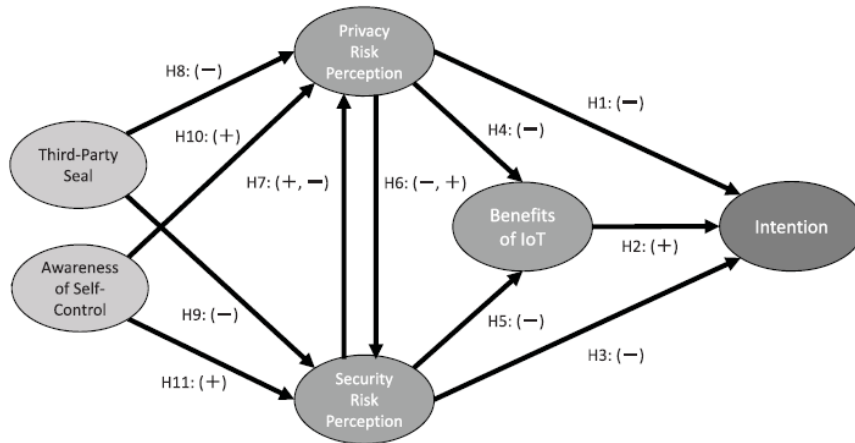 Privacy
Risk
Perception
H8: (−)
H1: (−)
H10: (+)
H4: (−)
Third-Party
Seal
H7: (+, −)
H6: (−, +)
Benefits
of IoT
Intention
H2: (+)
Awareness
of Self-
Control
H9: (−)
H5: (−)
H3: (−)
H11: (+)
Security
Risk
Perception